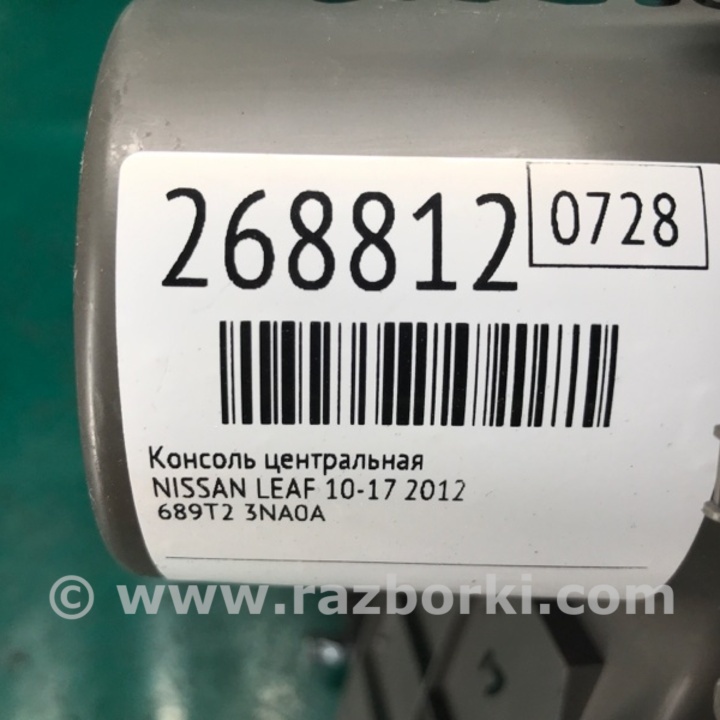 268812
0728
Консоль центральная
NISSAN LEAF 10-17 2012
689T2 3NA0A
© www.razborki.com